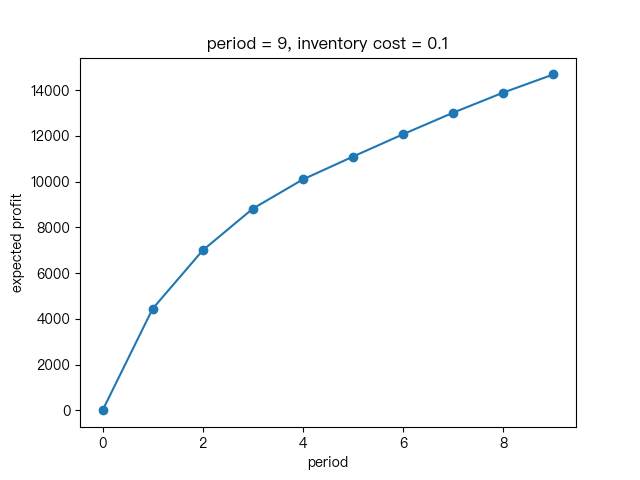 period = 9, inventory cost = 0.1
expected profit
14000
12000
10000
8000
6000
4000
2000
0
0 2 4 6 8
period